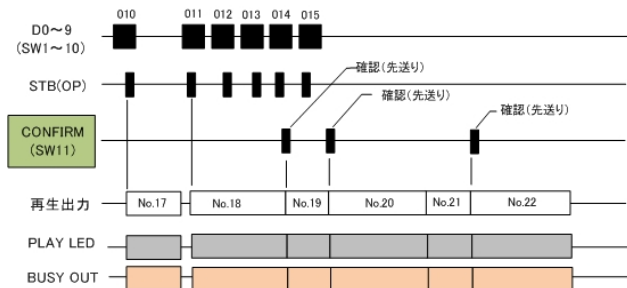 010 011 012 013 014 015
D0～9
(SW1～10)
確認(先送り)
STB(OP)
確認(先送り)
確認(先送り)
CONFIRM
(SW11)
再生出力 No.17 No.18 No.19 No.20 No.21 No.22
PLAY LED
BUSY OUT